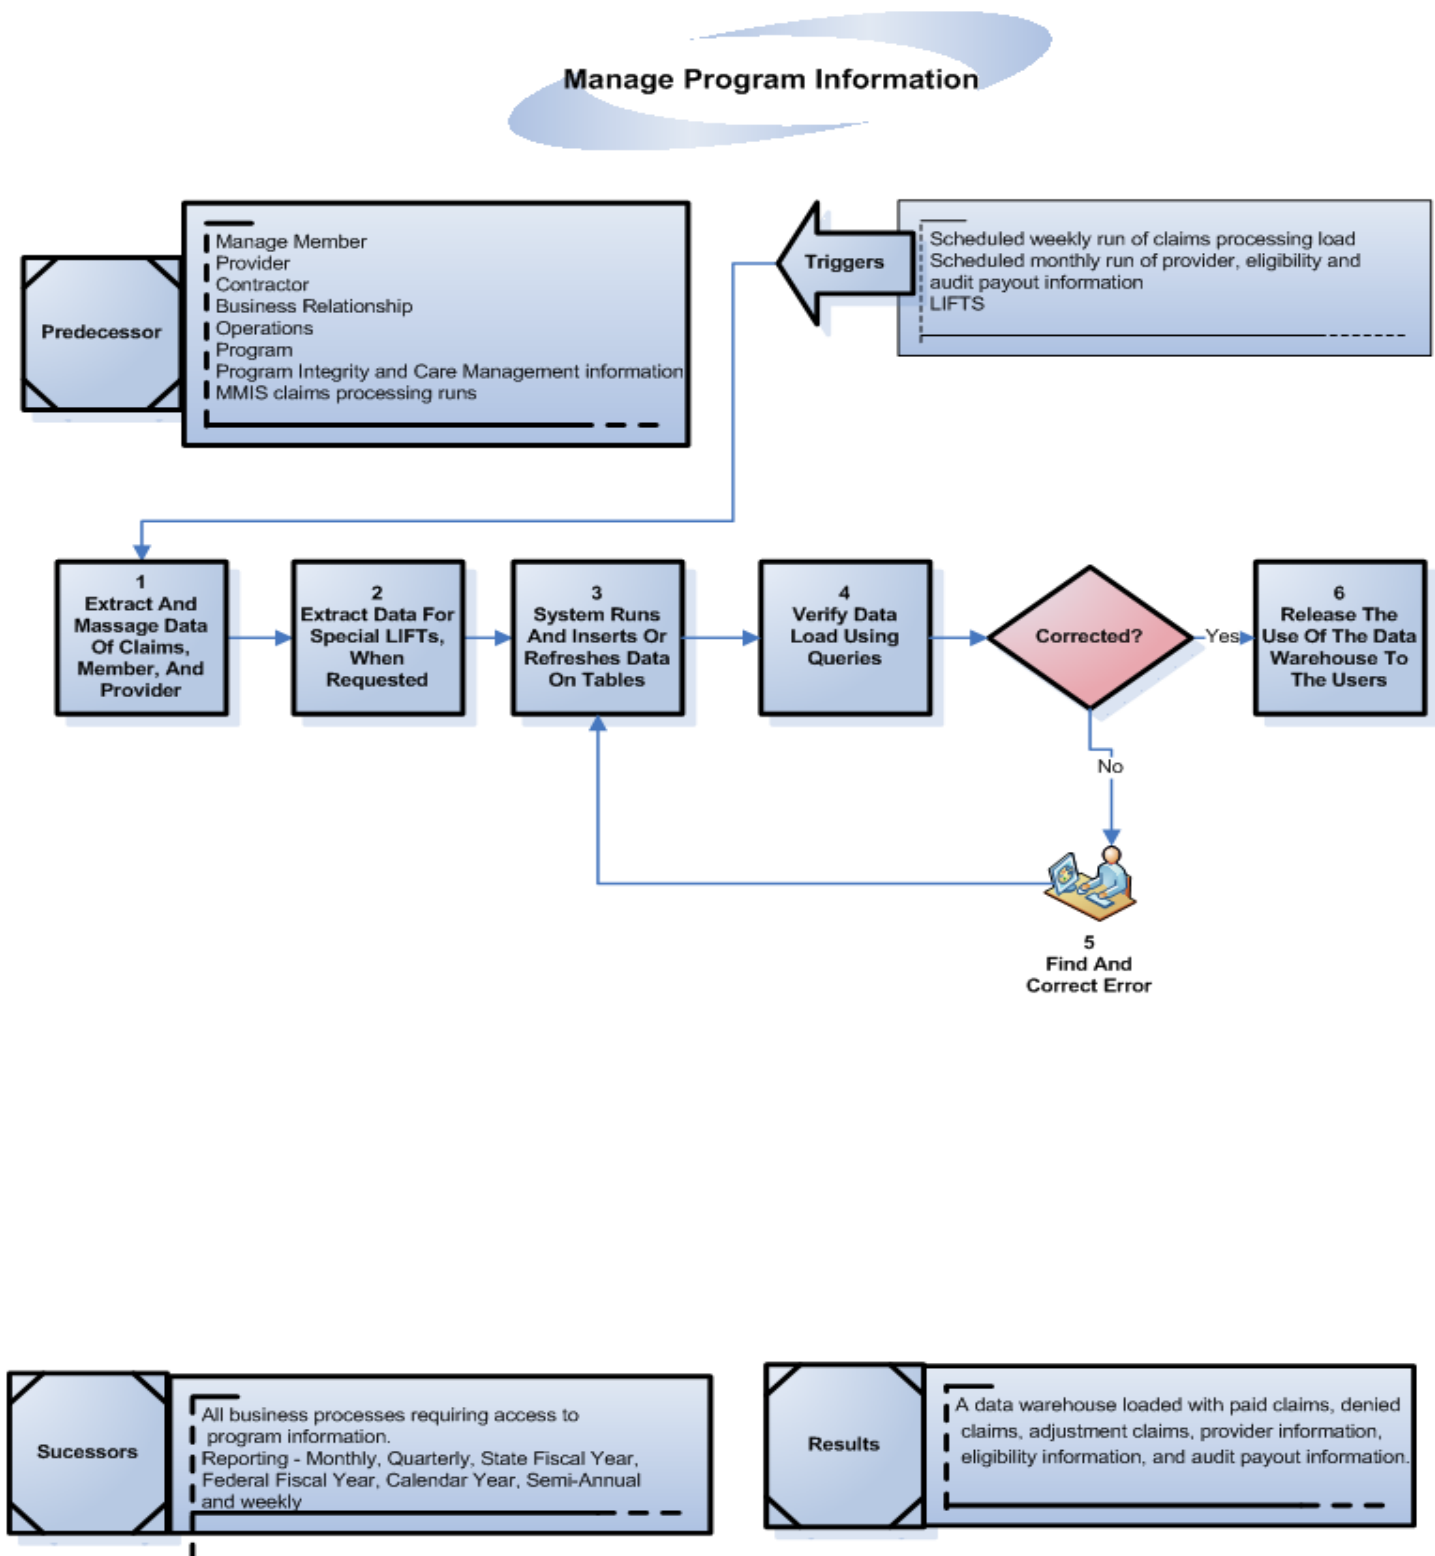 Manage Program Information
Predecessor
Manage Member
Provider
Contractor
Business Relationship
Operations
Program
Program Integrity and Care Management information
MMIS claims processing runs
Triggers
Scheduled weekly run of claims processing load
Scheduled monthly run of provider, eligibility and
audit payout information
LIFTS
1
Extract And
Massage Data
Of Claims,
Member, And
Provider
2
Extract Data For
Special LIFTs,
When
Requested
3
System Runs
And Inserts Or
Refreshes Data
On Tables
4
Verify Data
Load Using
Queries
Corrected?
Yes
6
Release The
Use Of The Data
Warehouse To
The Users
No
5
Find And
Correct Error
Sucessors
All business processes requiring access to
program information.
Reporting - Monthly, Quarterly, State Fiscal Year,
Federal Fiscal Year, Calendar Year, Semi-Annual
and weekly
Results
A data warehouse loaded with paid claims, denied
claims, adjustment claims, provider information,
eligibility information, and audit payout information.